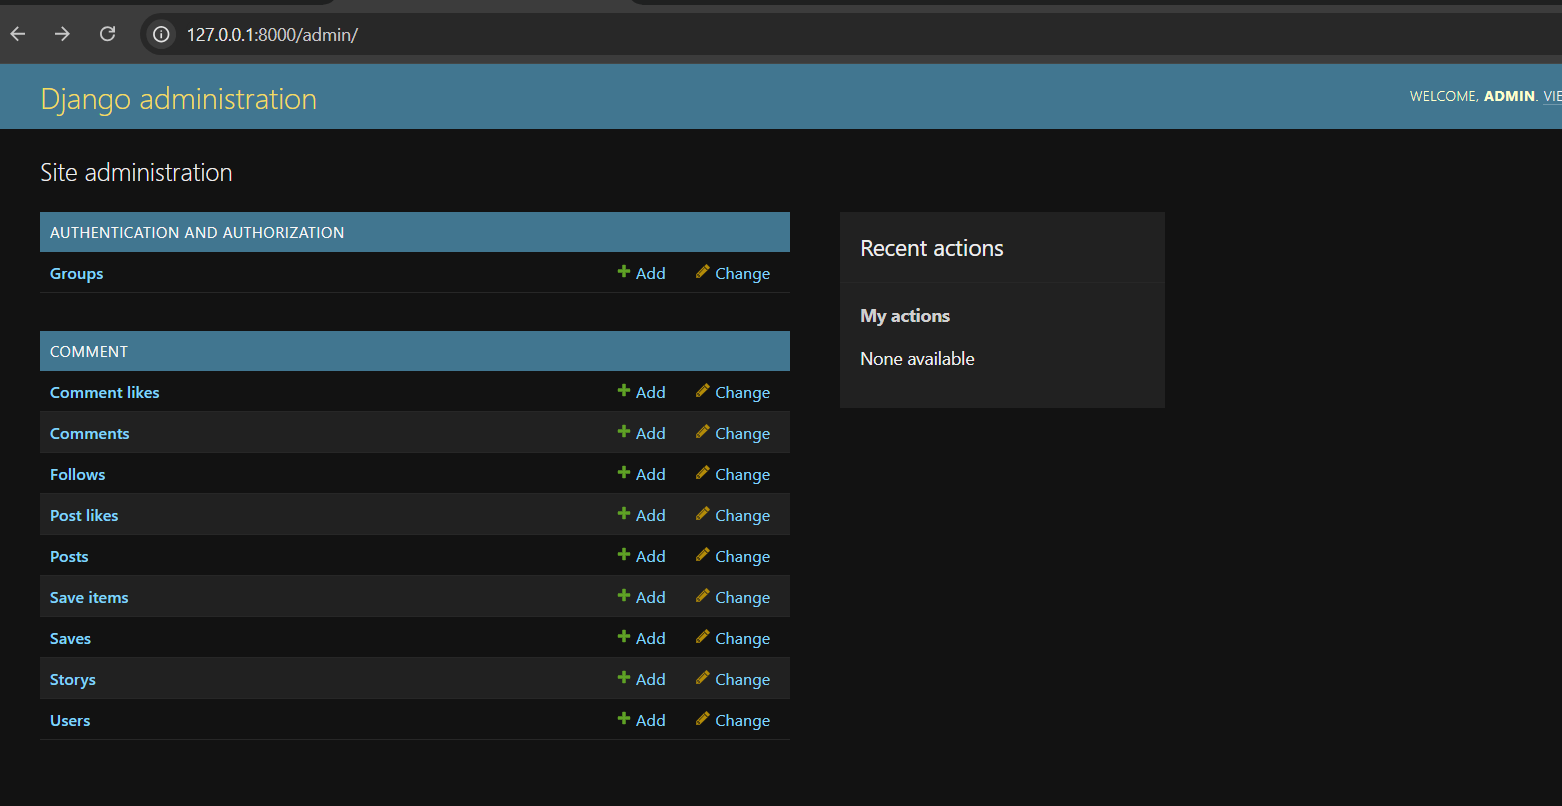 127.0.0.1:8000/admin/
Django administration
WELCOME, ADMIN. VIE
Site administration
AUTHENTICATION AND AUTHORIZATION
Groups Add Change
COMMENT
Comment likes Add Change
Comments Add Change
Follows Add Change
Post likes Add Change
Posts Add Change
Save items Add Change
Saves Add Change
Storys Add Change
Users Add Change
Recent actions
My actions
None available